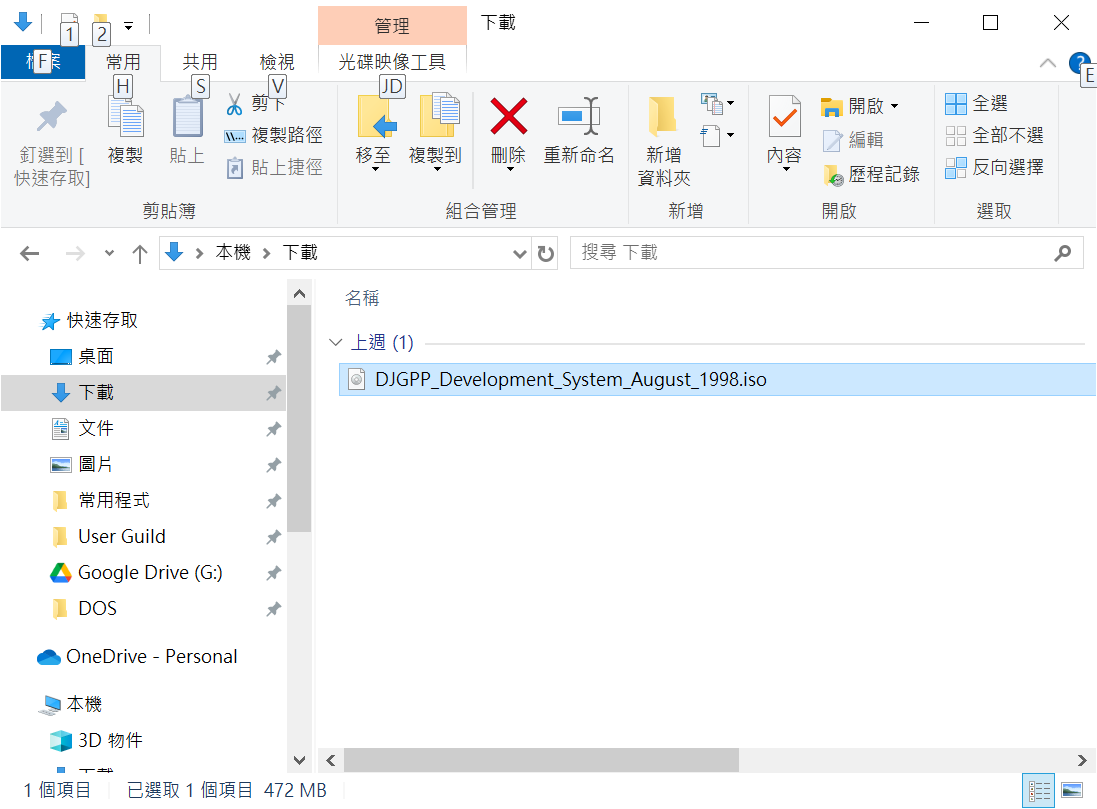 管理
下載
1
2
檔案
F
常用
共用
檢視
光碟映像工具
H
S
V
JD
E
釘選到 [
快速存取]
複製
貼上
剪下
複製路徑
貼上捷徑
移至
複製到
刪除
重新命名
新增
資料夾
內容
開啟
編輯
歷程記錄
全選
全部不選
反向選擇
剪貼簿
組合管理
新增
開啟
選取
本機
下載
搜尋 下載
名稱
快速存取
上週 (1)
桌面
DJGPP_Development_System_August_1998.iso
下載
文件
圖片
常用程式
User Guild
Google Drive (G:)
DOS
OneDrive - Personal
本機
3D 物件
下載
1 個項目
已選取 1 個項目 472 MB